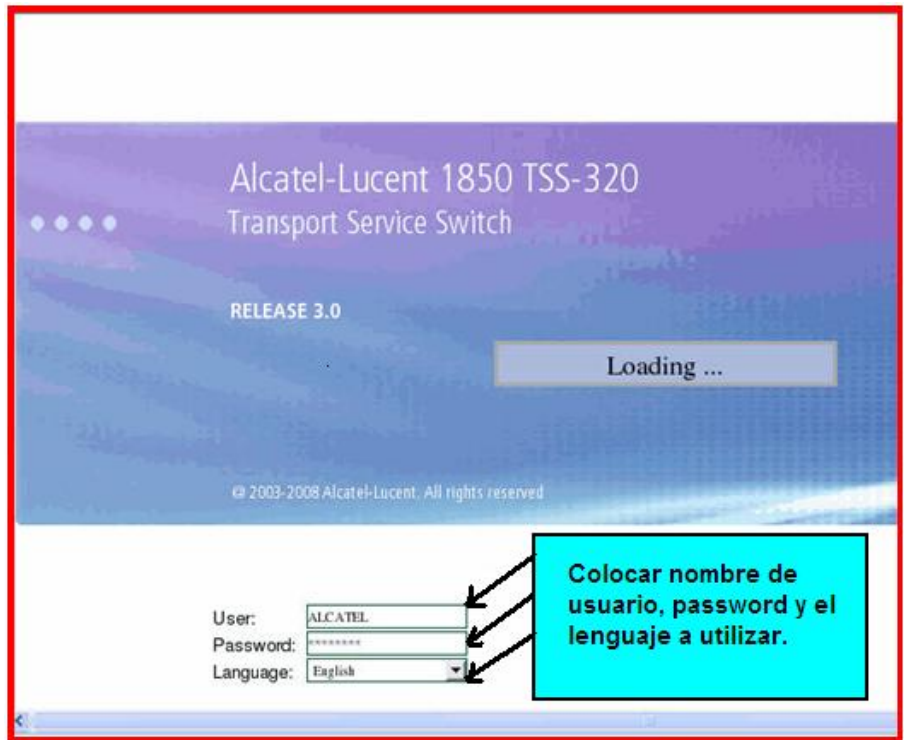 Alcatel-Lucent 1850 TSS-320
Transport Service Switch
RELEASE 3.0
Loading ...
© 2003-2008 Alcatel-Lucent. All rights reserved
Colocar nombre de
usuario, password y el
lenguaje a utilizar.
User: ALCATEL
Password: ********
Language: English